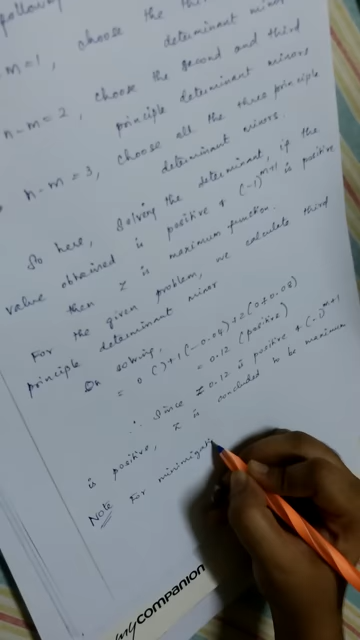 following
m = 1, choose the third
determinant minor
n - m = 2, choose the second and third
principle determinant minors
n - m = 3, choose all the three principle
determinant minors.
So here, solving the determinant, if the
value obtained is positive & (-1)^{m+1} is positive
then Z is maximum function.
For the given problem, we calculate third
principle determinant minor
On solving,
= 0 ( ) + 1 (-0.04) + 2 (0 + 0.08)
= 0.12 (positive)
∴ Since 0.12 is positive & (-1)^{m+1}
is positive, Z is concluded to be maximum
Note For minimizati
my companion